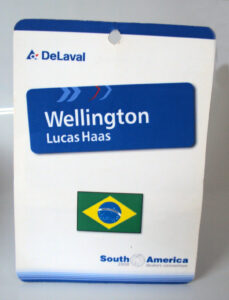 DeLaval
Wellington
Lucas Haas
South America